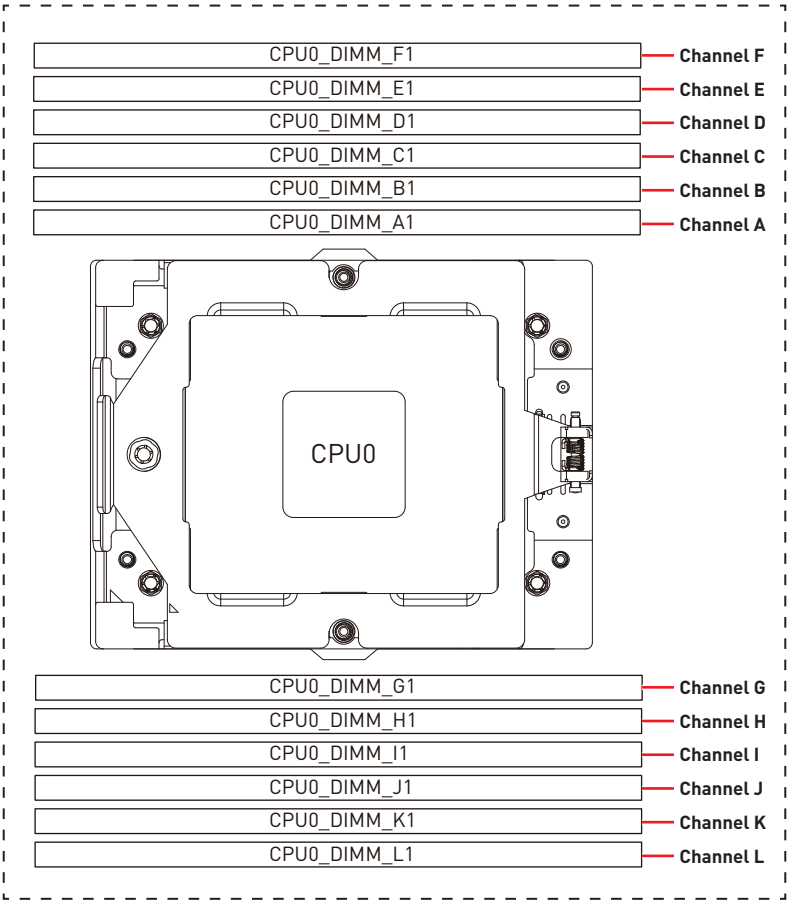 CPU0_DIMM_F1 Channel F
CPU0_DIMM_E1 Channel E
CPU0_DIMM_D1 Channel D
CPU0_DIMM_C1 Channel C
CPU0_DIMM_B1 Channel B
CPU0_DIMM_A1 Channel A
CPU0
CPU0_DIMM_G1 Channel G
CPU0_DIMM_H1 Channel H
CPU0_DIMM_I1 Channel I
CPU0_DIMM_J1 Channel J
CPU0_DIMM_K1 Channel K
CPU0_DIMM_L1 Channel L